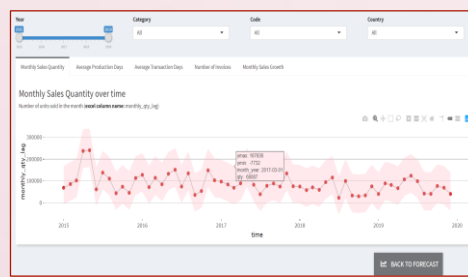 Year
Category
Code
Country
All
All
All
Monthly Sales Quantity
Average Production Days
Average Transaction Days
Number of Invoices
Monthly Sales Growth
Monthly Sales Quantity over time
Number of units sold in the month (excel column name: monthly_qty_lag)
monthly_qty_lag
300000
200000
100000
0
2015
2016
2017
2018
2019
2020
time
BACK TO FORECAST